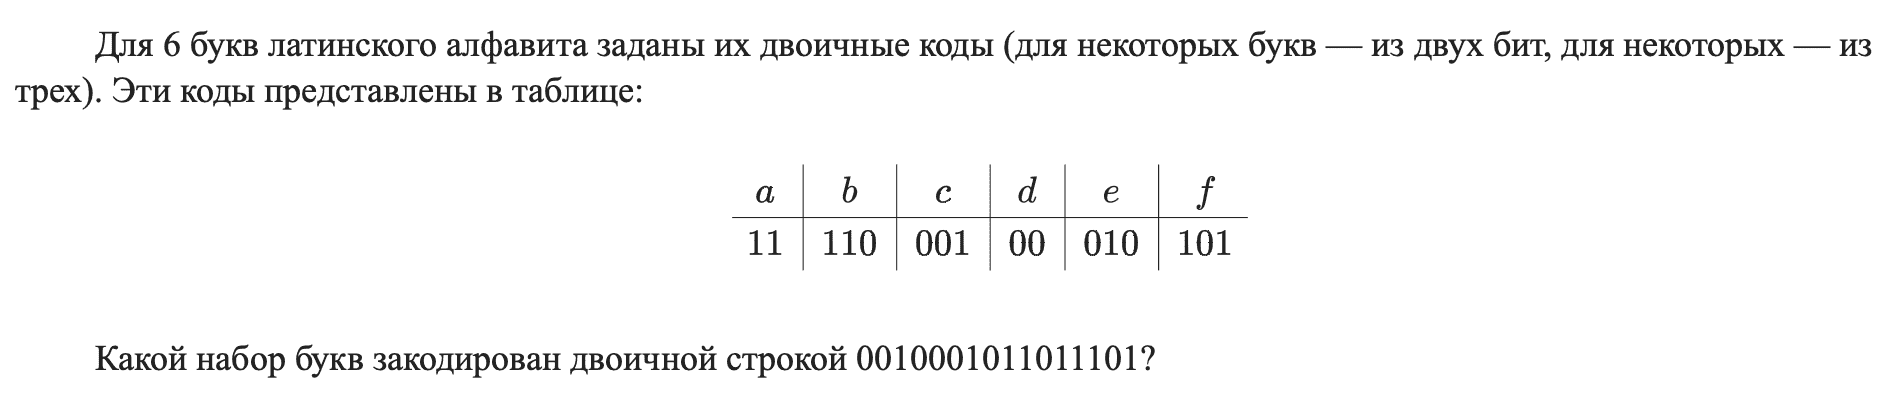 Для 6 букв латинского алфавита заданы их двоичные коды (для некоторых букв — из двух бит, для некоторых — из
трех). Эти коды представлены в таблице:
a b c d e f
11 110 001 00 010 101
Какой набор букв закодирован двоичной строкой 0010001011011101?